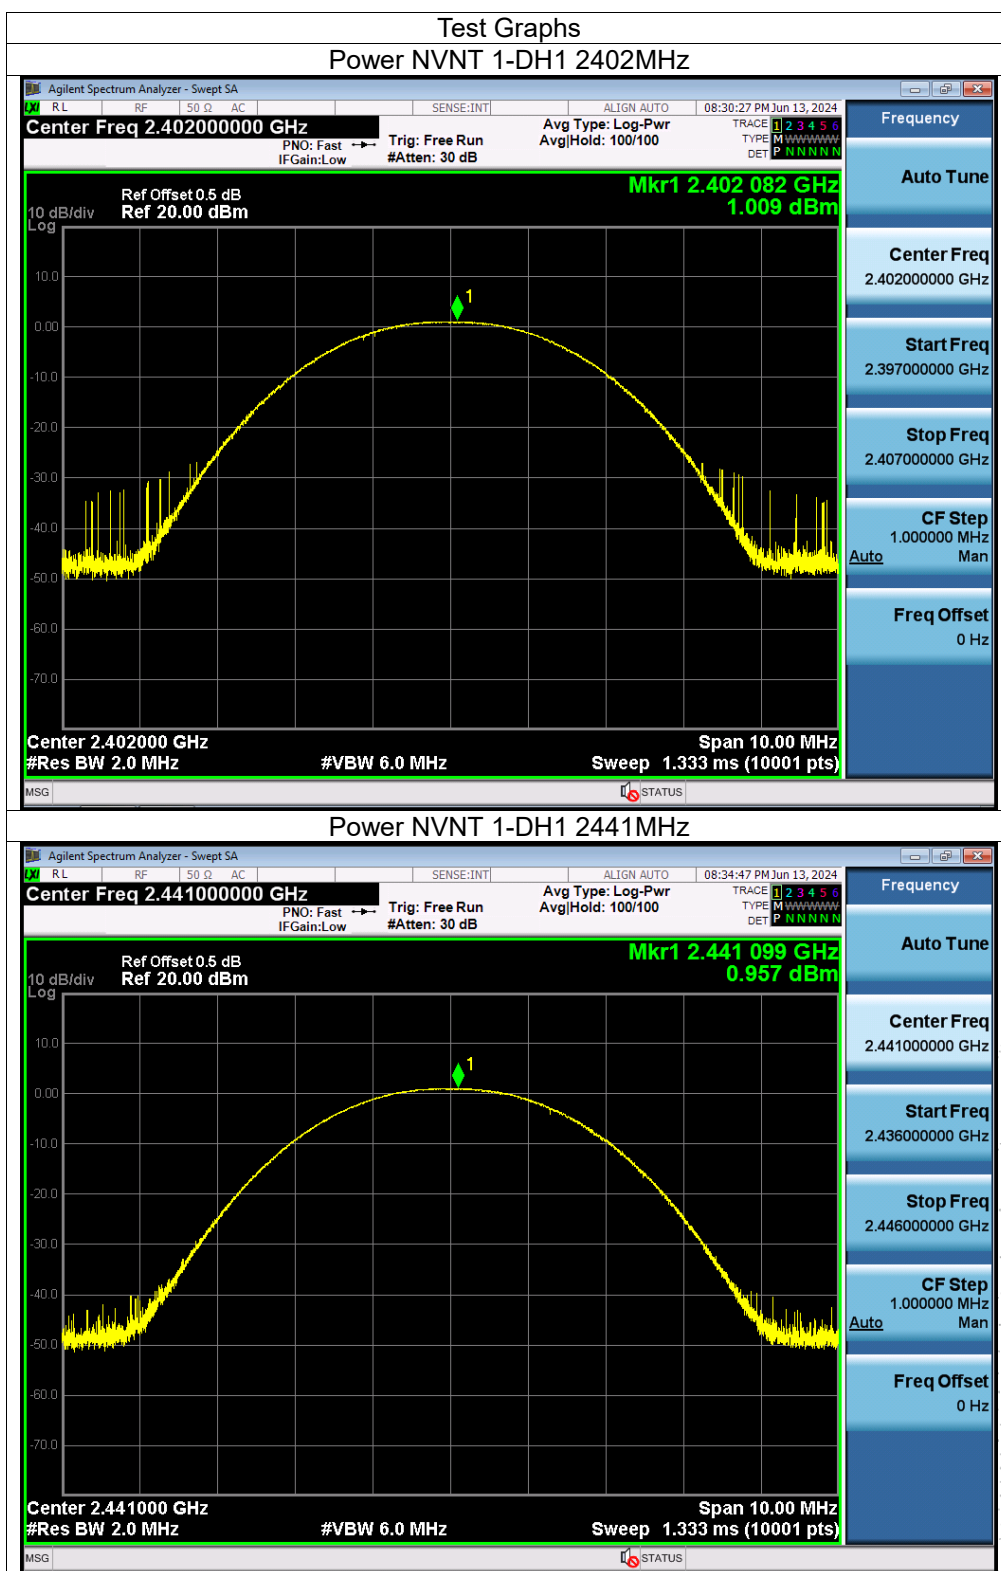 Test Graphs
Power NVNT 1-DH1 2402MHz
Agilent Spectrum Analyzer - Swept SA
LXI RL RF 50 Ω AC SENSE:INT ALIGN AUTO 08:30:27 PM Jun 13, 2024
Center Freq 2.402000000 GHz
PNO: Fast
IFGain:Low
Trig: Free Run
#Atten: 30 dB
Avg Type: Log-Pwr
Avg|Hold: 100/100
TRACE 1 2 3 4 5 6
TYPE M W W W W W
DET P N N N N N
Frequency
Auto Tune
Center Freq
2.402000000 GHz
Start Freq
2.397000000 GHz
Stop Freq
2.407000000 GHz
CF Step
1.000000 MHz
Auto Man
Freq Offset
0 Hz
Mkr1 2.402 082 GHz
1.009 dBm
Ref Offset 0.5 dB
10 dB/div Ref 20.00 dBm
Log
1
10.0
0.00
-10.0
-20.0
-30.0
-40.0
-50.0
-60.0
-70.0
Center 2.402000 GHz Span 10.00 MHz
#Res BW 2.0 MHz #VBW 6.0 MHz Sweep 1.333 ms (10001 pts)
MSG STATUS
Power NVNT 1-DH1 2441MHz
Agilent Spectrum Analyzer - Swept SA
LXI RL RF 50 Ω AC SENSE:INT ALIGN AUTO 08:34:47 PM Jun 13, 2024
Center Freq 2.441000000 GHz
PNO: Fast
IFGain:Low
Trig: Free Run
#Atten: 30 dB
Avg Type: Log-Pwr
Avg|Hold: 100/100
TRACE 1 2 3 4 5 6
TYPE M W W W W W
DET P N N N N N
Frequency
Auto Tune
Center Freq
2.441000000 GHz
Start Freq
2.436000000 GHz
Stop Freq
2.446000000 GHz
CF Step
1.000000 MHz
Auto Man
Freq Offset
0 Hz
Mkr1 2.441 099 GHz
0.957 dBm
Ref Offset 0.5 dB
10 dB/div Ref 20.00 dBm
Log
1
10.0
0.00
-10.0
-20.0
-30.0
-40.0
-50.0
-60.0
-70.0
Center 2.441000 GHz Span 10.00 MHz
#Res BW 2.0 MHz #VBW 6.0 MHz Sweep 1.333 ms (10001 pts)
MSG STATUS